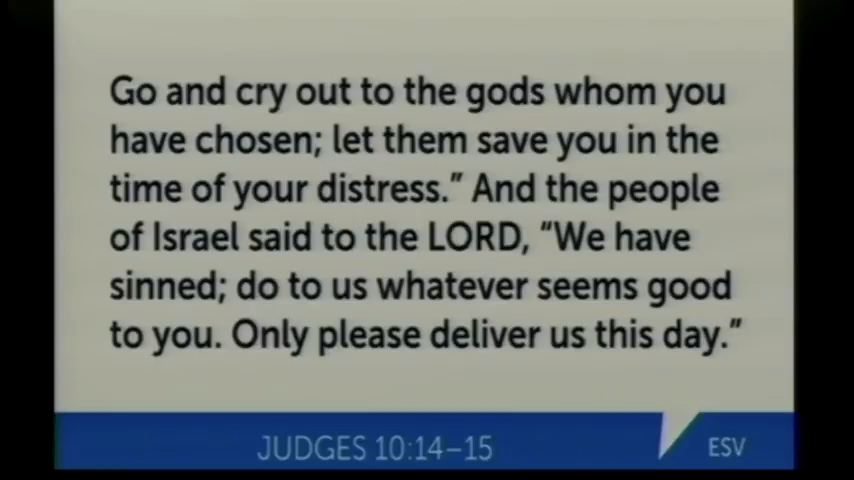 Go and cry out to the gods whom you
have chosen; let them save you in the
time of your distress.” And the people
of Israel said to the LORD, “We have
sinned; do to us whatever seems good
to you. Only please deliver us this day.”
JUDGES 10:14–15
ESV